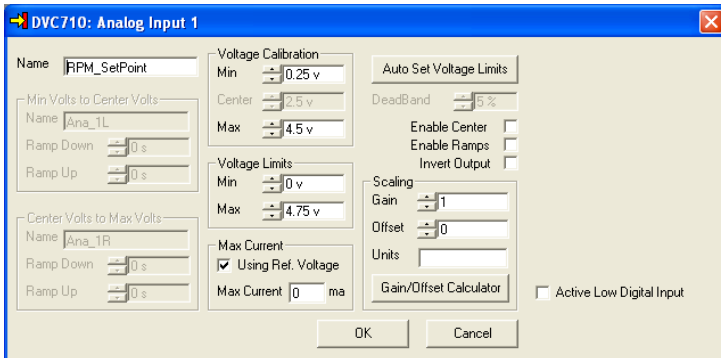 DVC710: Analog Input 1
Name RPM_SetPoint
Min Volts to Center Volts
Name Ana_1L
Ramp Down 0 s
Ramp Up 0 s
Center Volts to Max Volts
Name Ana_1R
Ramp Down 0 s
Ramp Up 0 s
Voltage Calibration
Min 0.25 v
Center 2.5 v
Max 4.5 v
Voltage Limits
Min 0 v
Max 4.75 v
Max Current
Using Ref. Voltage
Max Current 0 ma
Auto Set Voltage Limits
DeadBand 5 %
Enable Center
Enable Ramps
Invert Output
Scaling
Gain 1
Offset 0
Units
Gain/Offset Calculator
Active Low Digital Input
OK Cancel